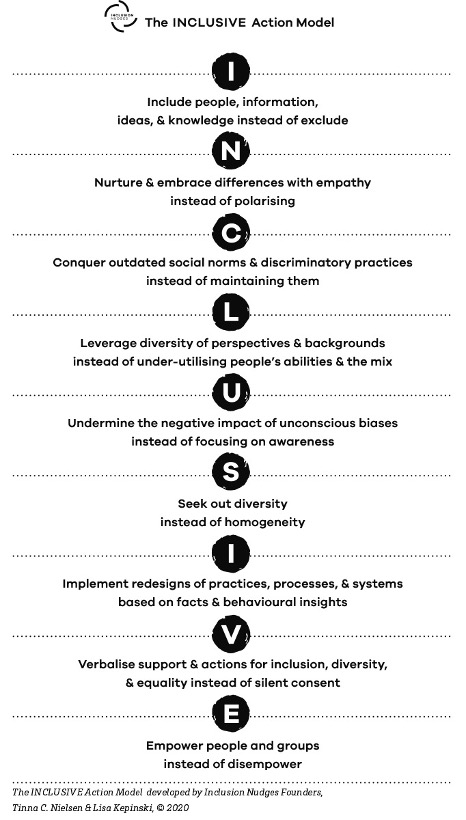 INCLUSION
NUDGES
The INCLUSIVE Action Model
I
Include people, information,
ideas, & knowledge instead of exclude
N
Nurture & embrace differences with empathy
instead of polarising
C
Conquer outdated social norms & discriminatory practices
instead of maintaining them
L
Leverage diversity of perspectives & backgrounds
instead of under-utilising people's abilities & the mix
U
Undermine the negative impact of unconscious biases
instead of focusing on awareness
S
Seek out diversity
instead of homogeneity
I
Implement redesigns of practices, processes, & systems
based on facts & behavioural insights
V
Verbalise support & actions for inclusion, diversity,
& equality instead of silent consent
E
Empower people and groups
instead of disempower
The INCLUSIVE Action Model developed by Inclusion Nudges Founders,
Tinna C. Nielsen & Lisa Kepinski, © 2020